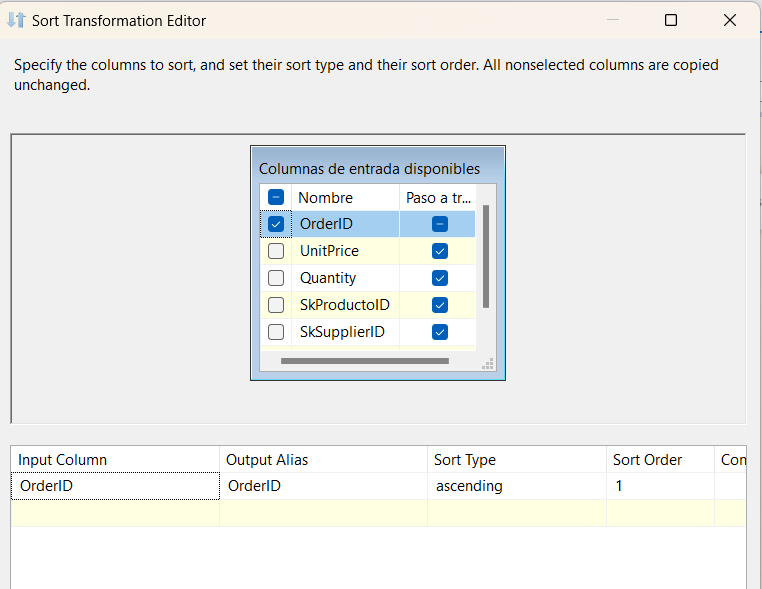 Sort Transformation Editor
Specify the columns to sort, and set their sort type and their sort order. All nonselected columns are copied
unchanged.
Columnas de entrada disponibles
Nombre Paso a tr...
OrderID
UnitPrice
Quantity
SkProductoID
SkSupplierID
Input Column Output Alias Sort Type Sort Order Con
OrderID OrderID ascending 1